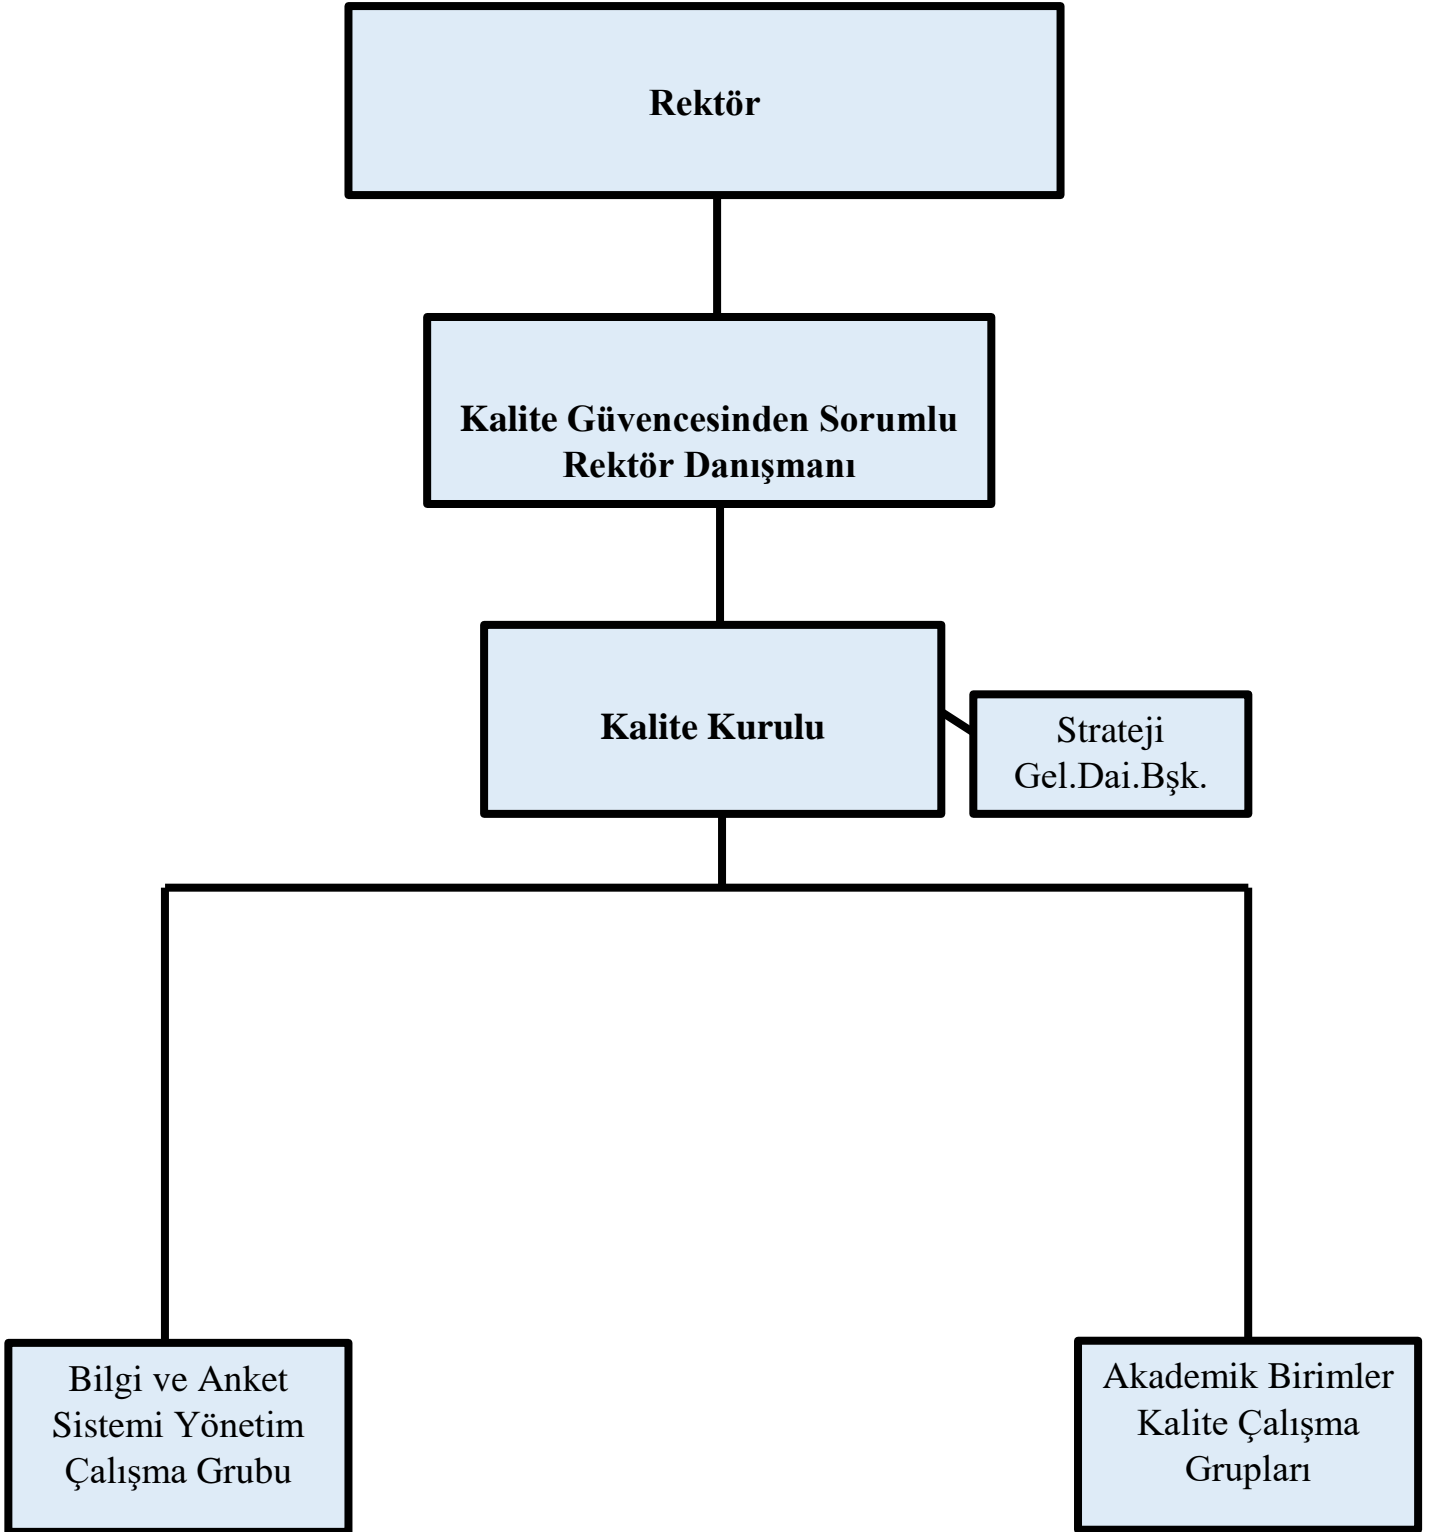 Rektör
Kalite Güvencesinden Sorumlu
Rektör Danışmanı
Kalite Kurulu
Strateji
Gel.Dai.Bşk.
Bilgi ve Anket
Sistemi Yönetim
Çalışma Grubu
Akademik Birimler
Kalite Çalışma
Grupları